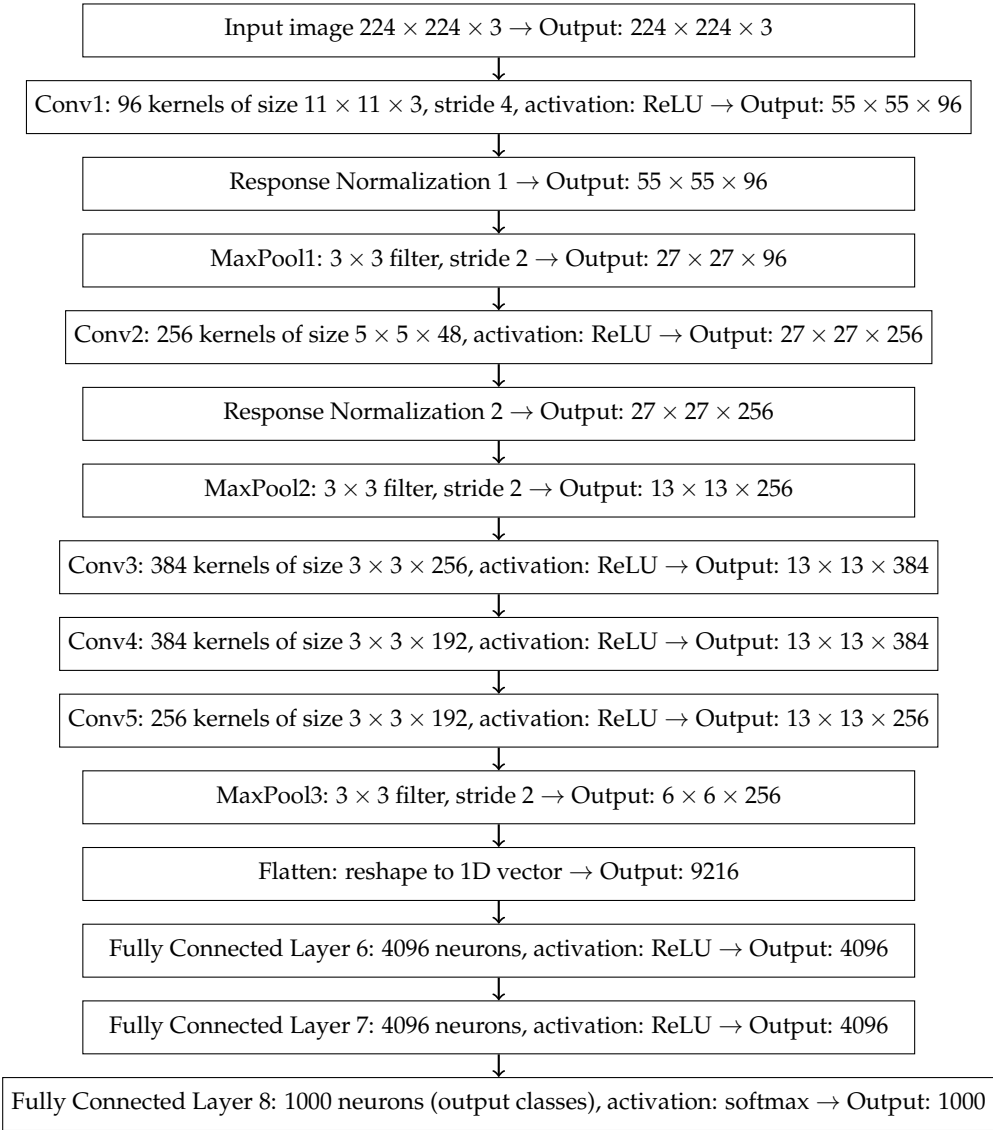 Input image 224 × 224 × 3 → Output: 224 × 224 × 3
Conv1: 96 kernels of size 11 × 11 × 3, stride 4, activation: ReLU → Output: 55 × 55 × 96
Response Normalization 1 → Output: 55 × 55 × 96
MaxPool1: 3 × 3 filter, stride 2 → Output: 27 × 27 × 96
Conv2: 256 kernels of size 5 × 5 × 48, activation: ReLU → Output: 27 × 27 × 256
Response Normalization 2 → Output: 27 × 27 × 256
MaxPool2: 3 × 3 filter, stride 2 → Output: 13 × 13 × 256
Conv3: 384 kernels of size 3 × 3 × 256, activation: ReLU → Output: 13 × 13 × 384
Conv4: 384 kernels of size 3 × 3 × 192, activation: ReLU → Output: 13 × 13 × 384
Conv5: 256 kernels of size 3 × 3 × 192, activation: ReLU → Output: 13 × 13 × 256
MaxPool3: 3 × 3 filter, stride 2 → Output: 6 × 6 × 256
Flatten: reshape to 1D vector → Output: 9216
Fully Connected Layer 6: 4096 neurons, activation: ReLU → Output: 4096
Fully Connected Layer 7: 4096 neurons, activation: ReLU → Output: 4096
Fully Connected Layer 8: 1000 neurons (output classes), activation: softmax → Output: 1000